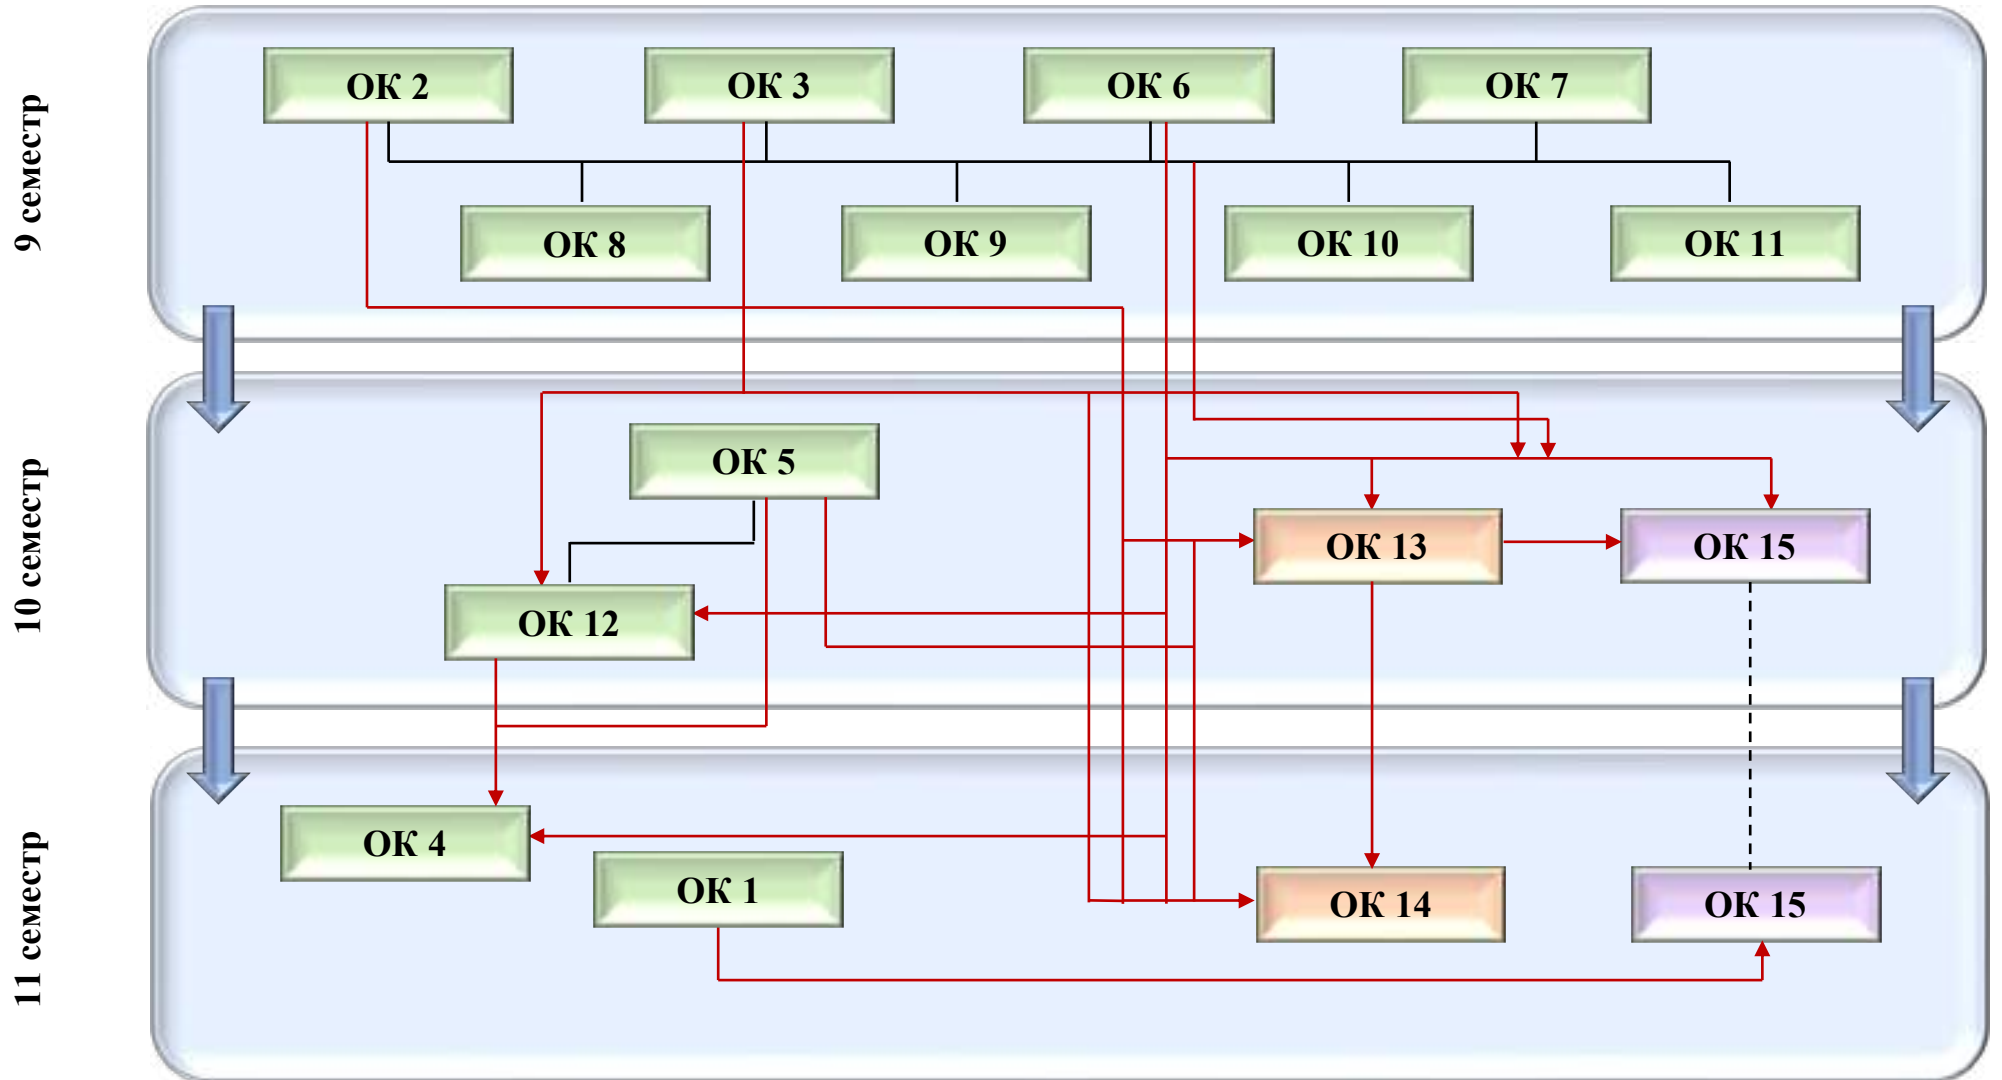 9 семестр
ОК 2
ОК 3
ОК 6
ОК 7
ОК 8
ОК 9
ОК 10
ОК 11
10 семестр
ОК 5
ОК 13
ОК 15
ОК 12
11 семестр
ОК 4
ОК 1
ОК 14
ОК 15